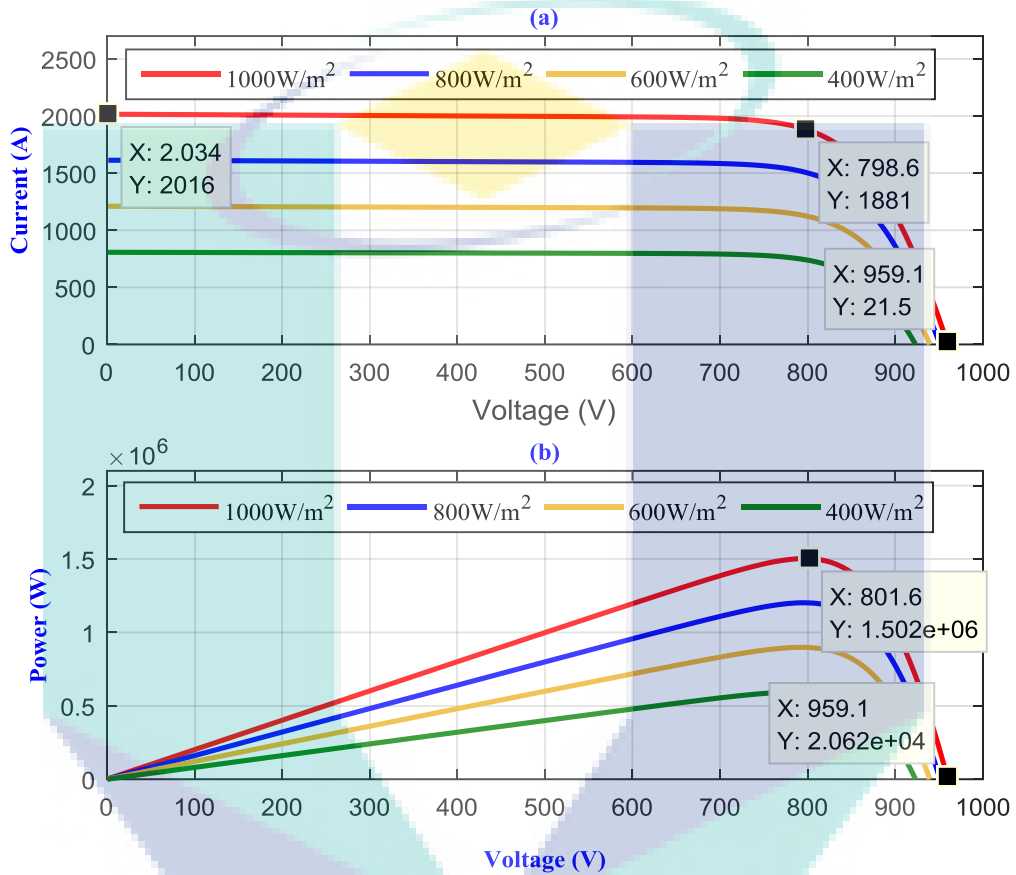 (a)
2500
2000
1500
1000
500
0
Current (A)
1000W/m² 800W/m² 600W/m² 400W/m²
X: 2.034
Y: 2016
X: 798.6
Y: 1881
X: 959.1
Y: 21.5
0 100 200 300 400 500 600 700 800 900 1000
Voltage (V)
(b)
×10⁶
2
1.5
1
0.5
0
Power (W)
1000W/m² 800W/m² 600W/m² 400W/m²
X: 801.6
Y: 1.502e+06
X: 959.1
Y: 2.062e+04
0 100 200 300 400 500 600 700 800 900 1000
Voltage (V)